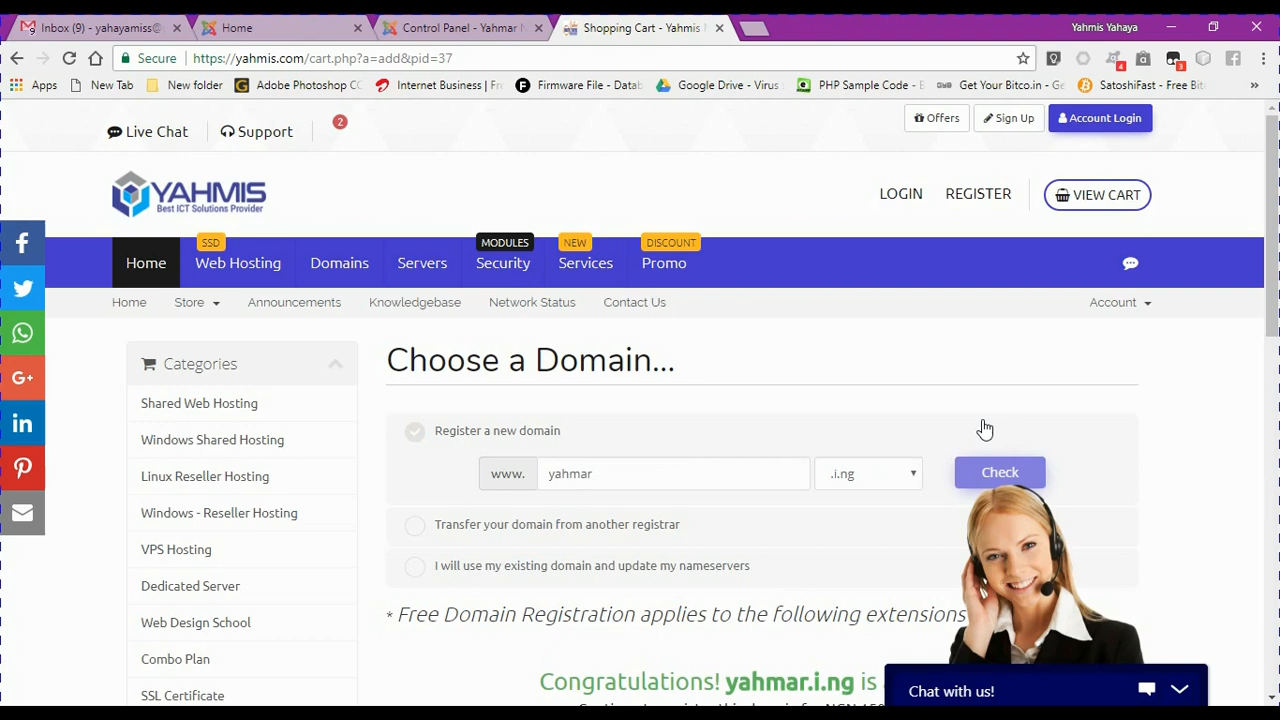 Inbox (9) - yahayamiss@
Home
Control Panel - Yahmar N
Shopping Cart - Yahmis
Yahmis Yahaya
Secure
https://yahmis.com/cart.php?a=add&pid=37
4
3
Apps
New Tab
New folder
Adobe Photoshop CC
Internet Business | Fr
Firmware File - Datab
Google Drive - Virus
PHP Sample Code - B
Get Your Bitco.in - Ge
SatoshiFast - Free Bit
Live Chat
Support
2
Offers
Sign Up
Account Login
YAHMIS
Best ICT Solutions Provider
LOGIN
REGISTER
VIEW CART
SSD
MODULES
NEW
DISCOUNT
Home
Web Hosting
Domains
Servers
Security
Services
Promo
Home
Store
Announcements
Knowledgebase
Network Status
Contact Us
Account
Categories
Shared Web Hosting
Windows Shared Hosting
Linux Reseller Hosting
Windows - Reseller Hosting
VPS Hosting
Dedicated Server
Web Design School
Combo Plan
SSL Certificate
Choose a Domain...
Register a new domain
www.
yahmar
.i.ng
Check
Transfer your domain from another registrar
I will use my existing domain and update my nameservers
* Free Domain Registration applies to the following extensions
Congratulations! yahmar.i.ng is
Chat with us!